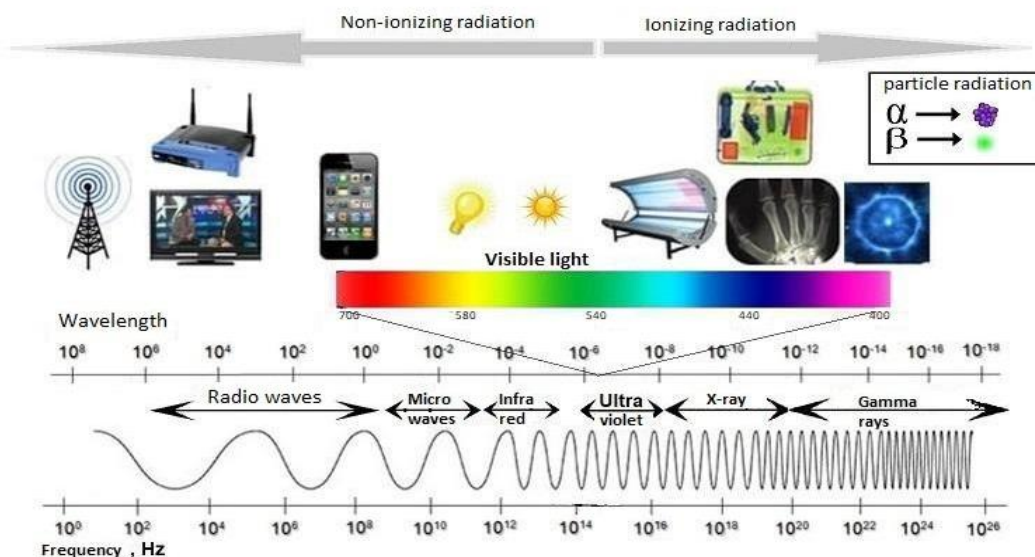 Non-ionizing radiation
Ionizing radiation
particle radiation
α
β
Visible light
700 580 540 440 400
Wavelength
10⁸ 10⁶ 10⁴ 10² 10⁰ 10⁻² 10⁻⁴ 10⁻⁶ 10⁻⁸ 10⁻¹⁰ 10⁻¹² 10⁻¹⁴ 10⁻¹⁶ 10⁻¹⁸
Radio waves
Micro
waves
Infra
red
Ultra
violet
X-ray
Gamma
rays
10⁰ 10² 10⁴ 10⁶ 10⁸ 10¹⁰ 10¹² 10¹⁴ 10¹⁶ 10¹⁸ 10²⁰ 10²² 10²⁴ 10²⁶
Frequency , Hz